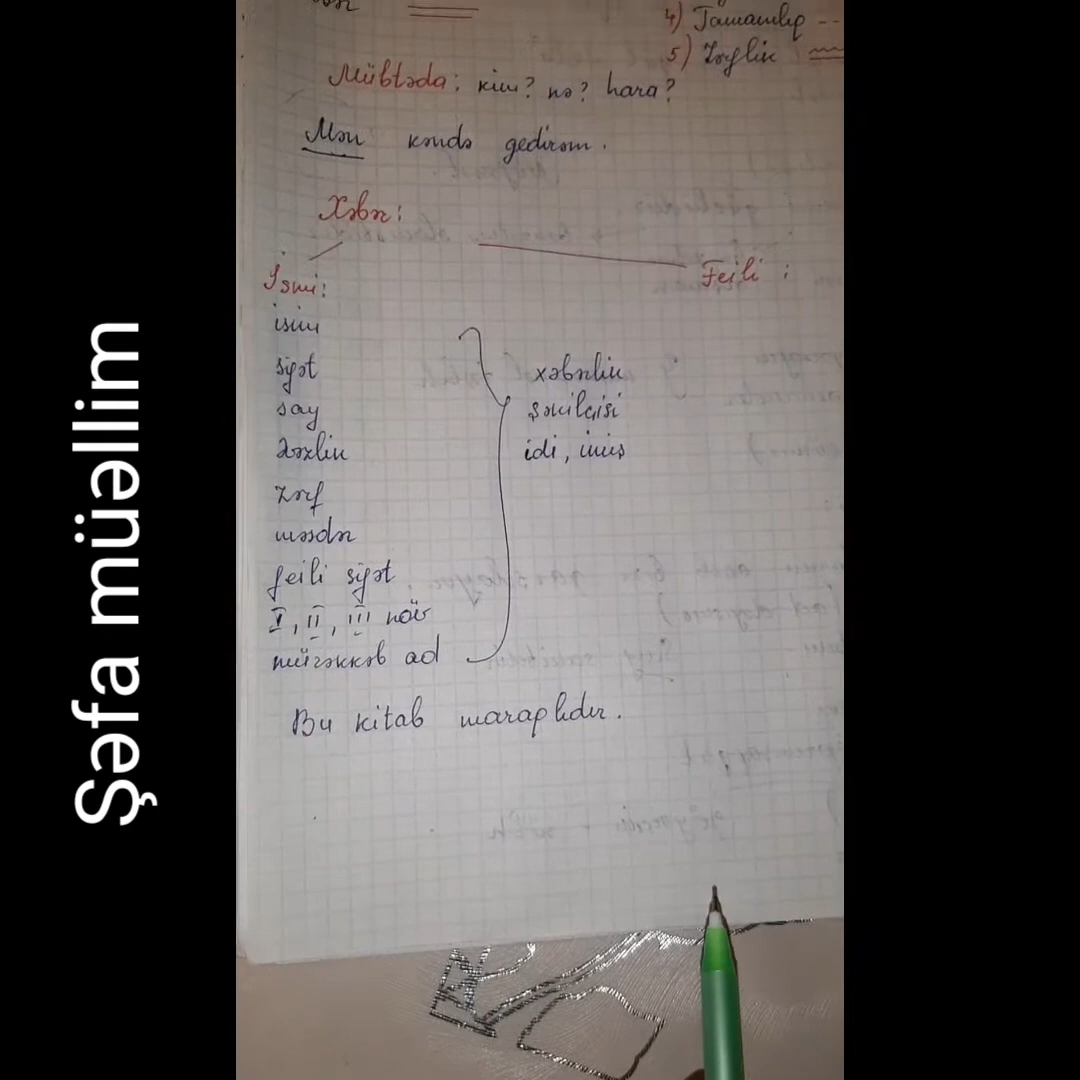 4) Tamamlıq --
5) Zərflik
Mübtəda: kim? nə? hara?
Mən kəndə gedirəm.
Xəbər:
İsmi: Feili:
isim
sifət
say
əvəzlik
zərf
məsdər
feili sifət
I, II, III növ
mürəkkəb ad
xəbərlik
şəkilçisi
idi, imiş
Bu kitab maraqlıdır.
Şəfa müəllim